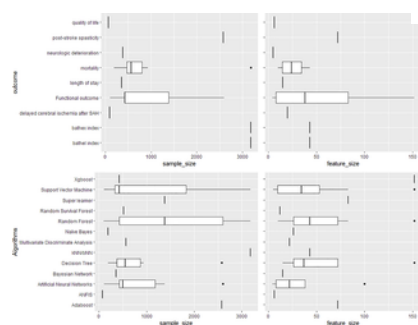 quality of life
post-stroke spasticity
neurologic deterioration
mortality
length of stay
Functional outcome
delayed cerebral ischemia after SAH
bathex index
bathex index
outcome
0 1000 2000 3000
sample_size
0 50 100 150
feature_size
Xgboost
Support Vector Machine
Super learner
Random Survival Forest
Random Forest
Naive Bayes
Multivariate Discriminate Analysis
Decision Tree
Bayesian Network
Artificial Neural Networks
ANFIS
Adaboost
Algorithms
0 1000 2000 3000
sample_size
0 50 100 150
feature_size